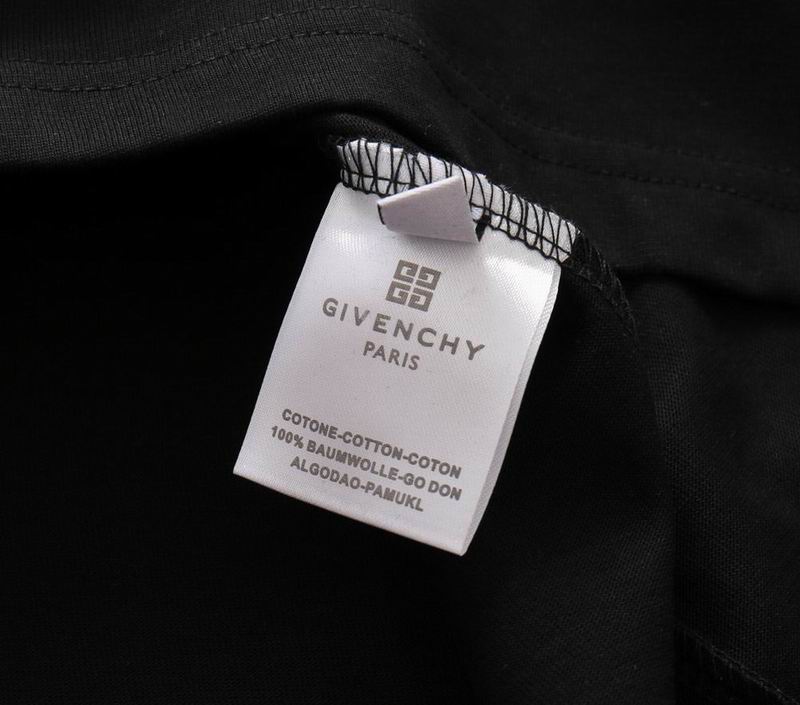 GIVENCHY
PARIS
COTONE-COTTON-COTON
100% BAUMWOLLE-GO DON
ALGODAO-PAMUKL